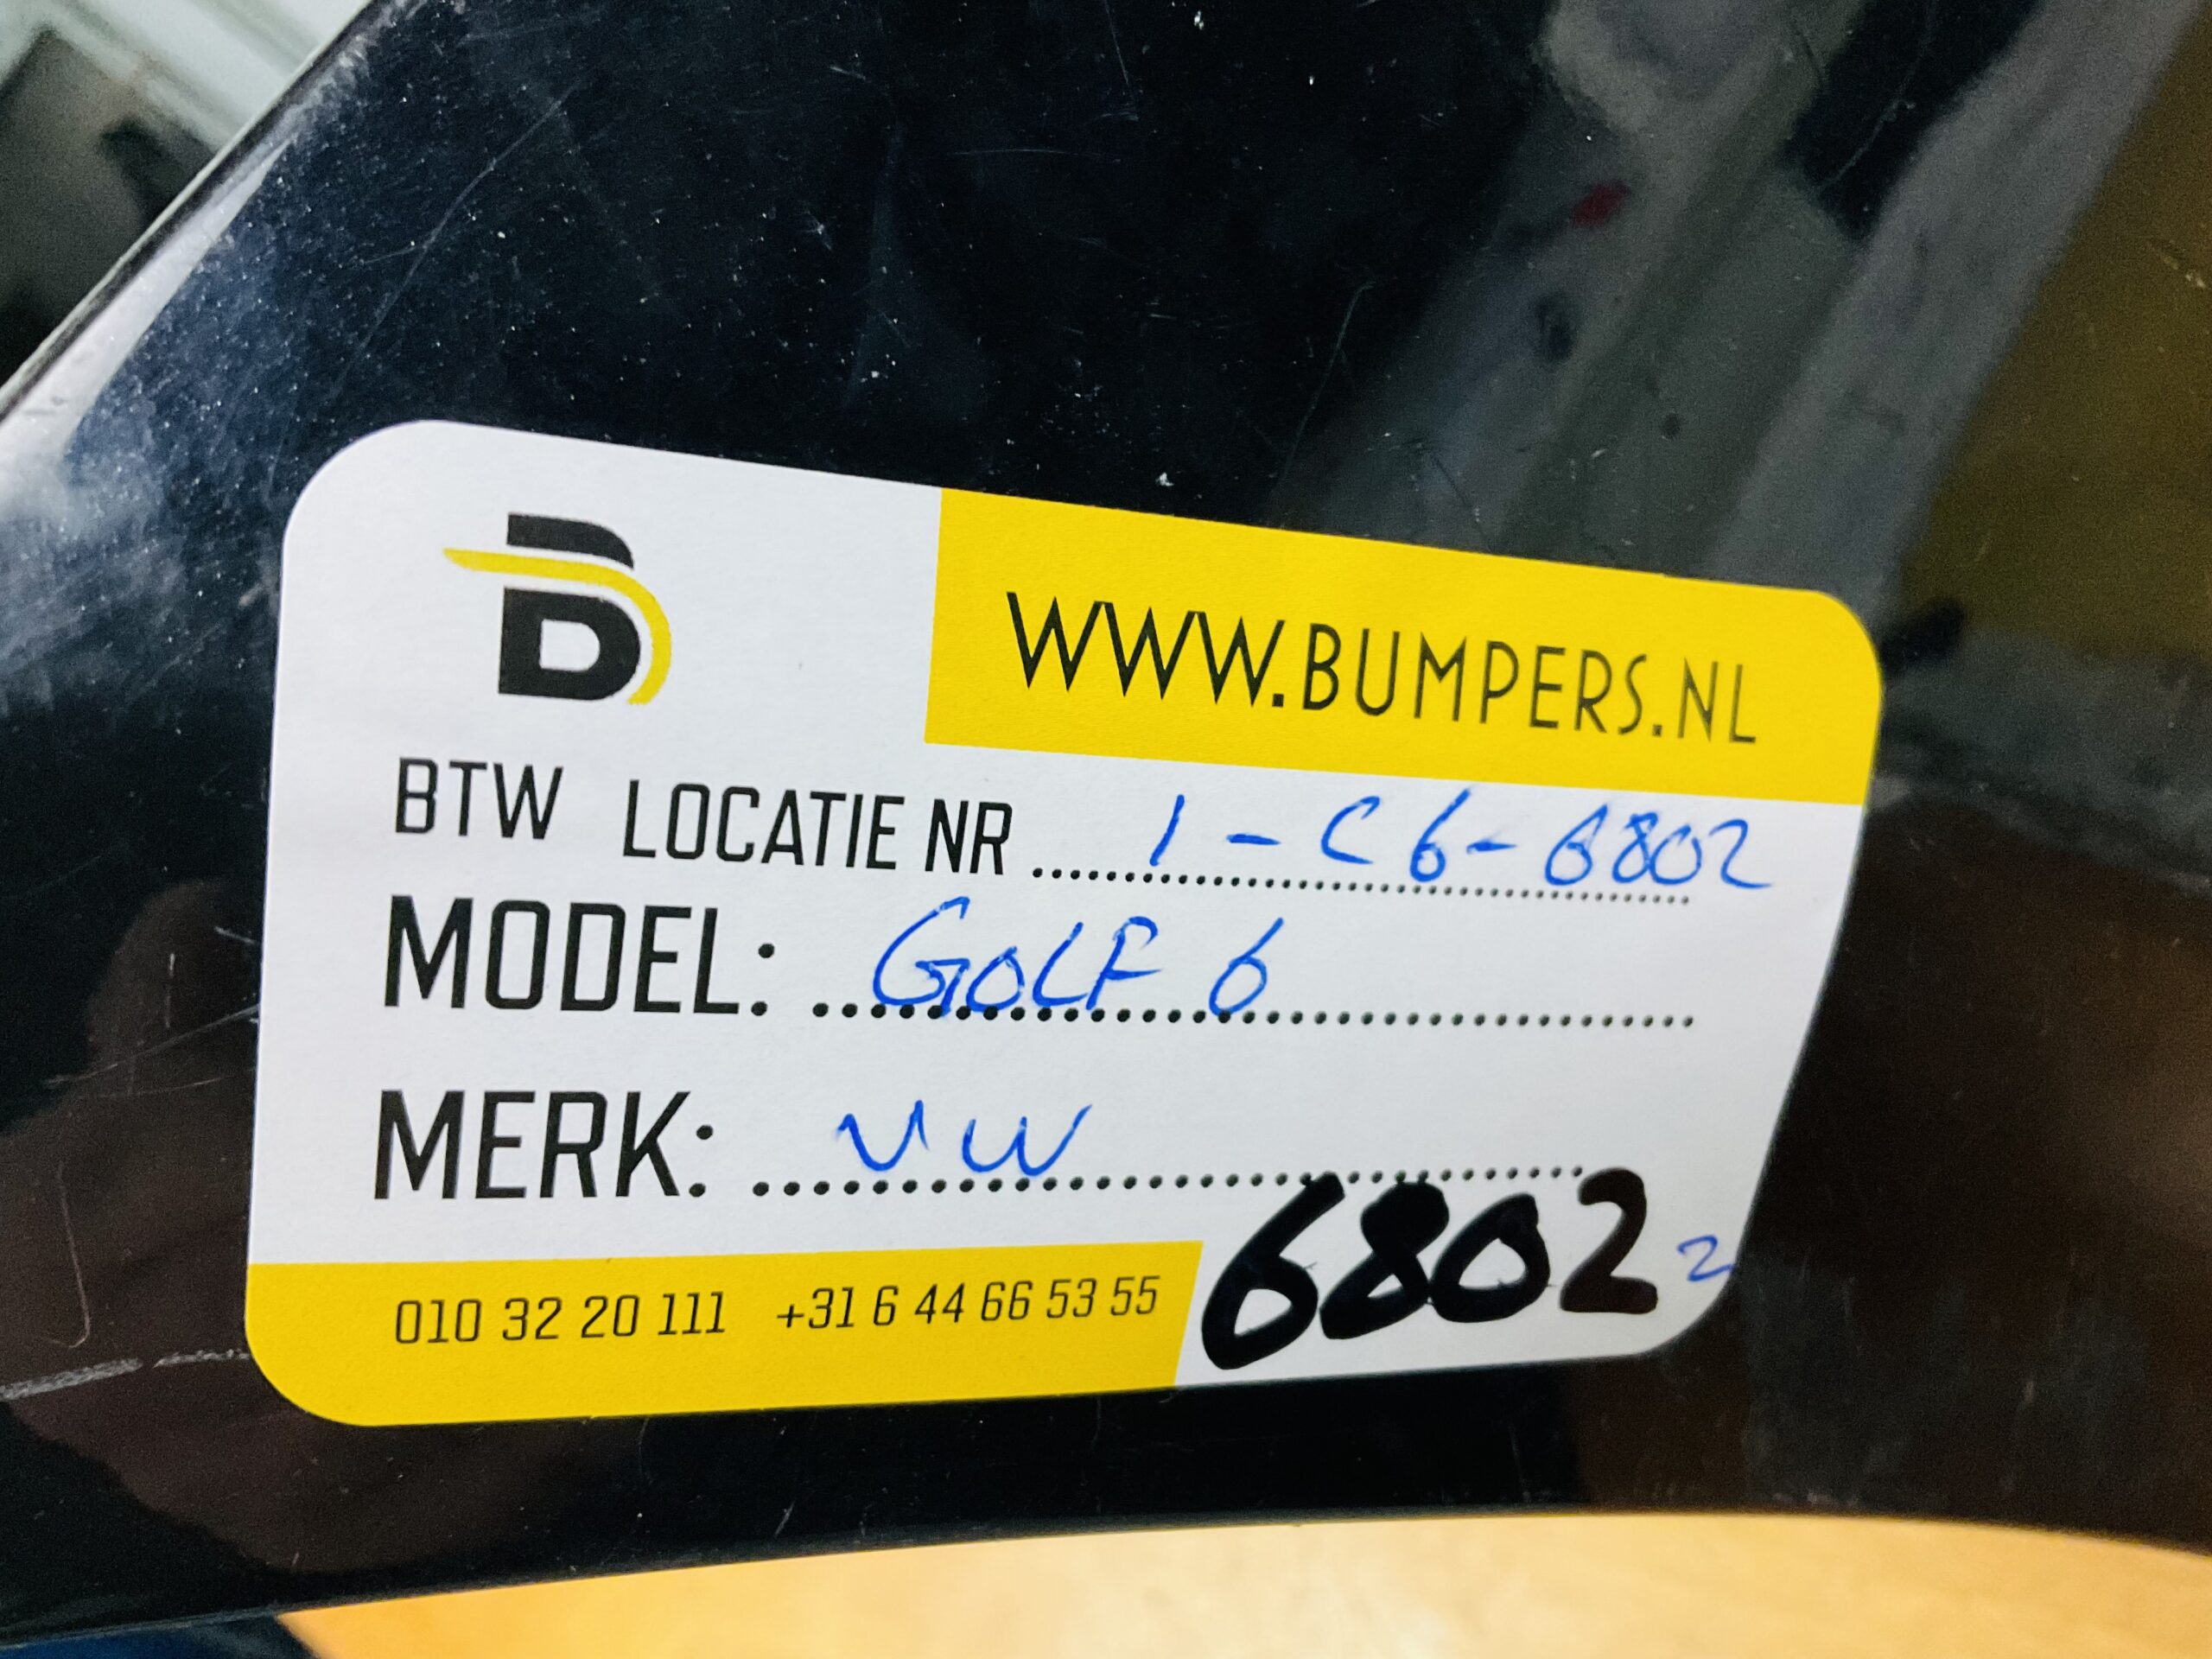 B
WWW.BUMPERS.NL
BTW LOCATIE NR 1-C6-6802
MODEL: GOLF 6
MERK: VW
6802 2
010 32 20 111 +31 6 44 66 53 55